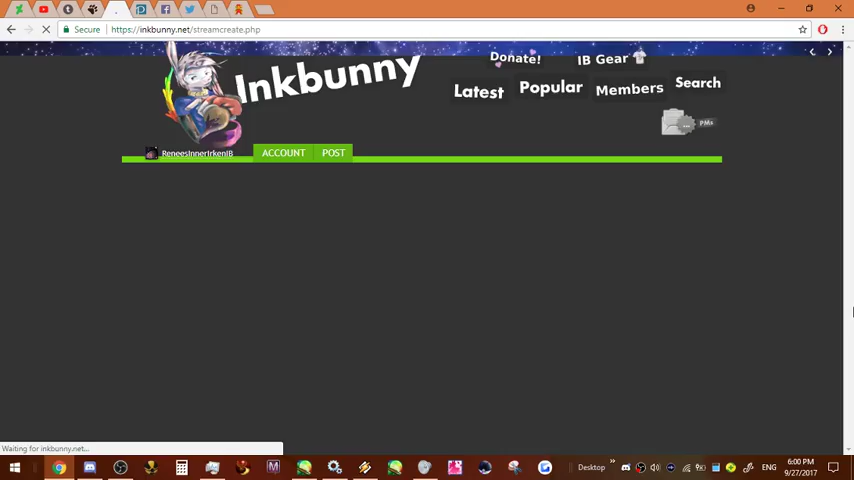 Secure
https://inkbunny.net/streamcreate.php
Donate!
IB Gear
Inkbunny
Latest
Popular
Members
Search
PMs
ReneesInnerIrkenIB
ACCOUNT
POST
Waiting for inkbunny.net...
Desktop
ENG
6:00 PM
9/27/2017